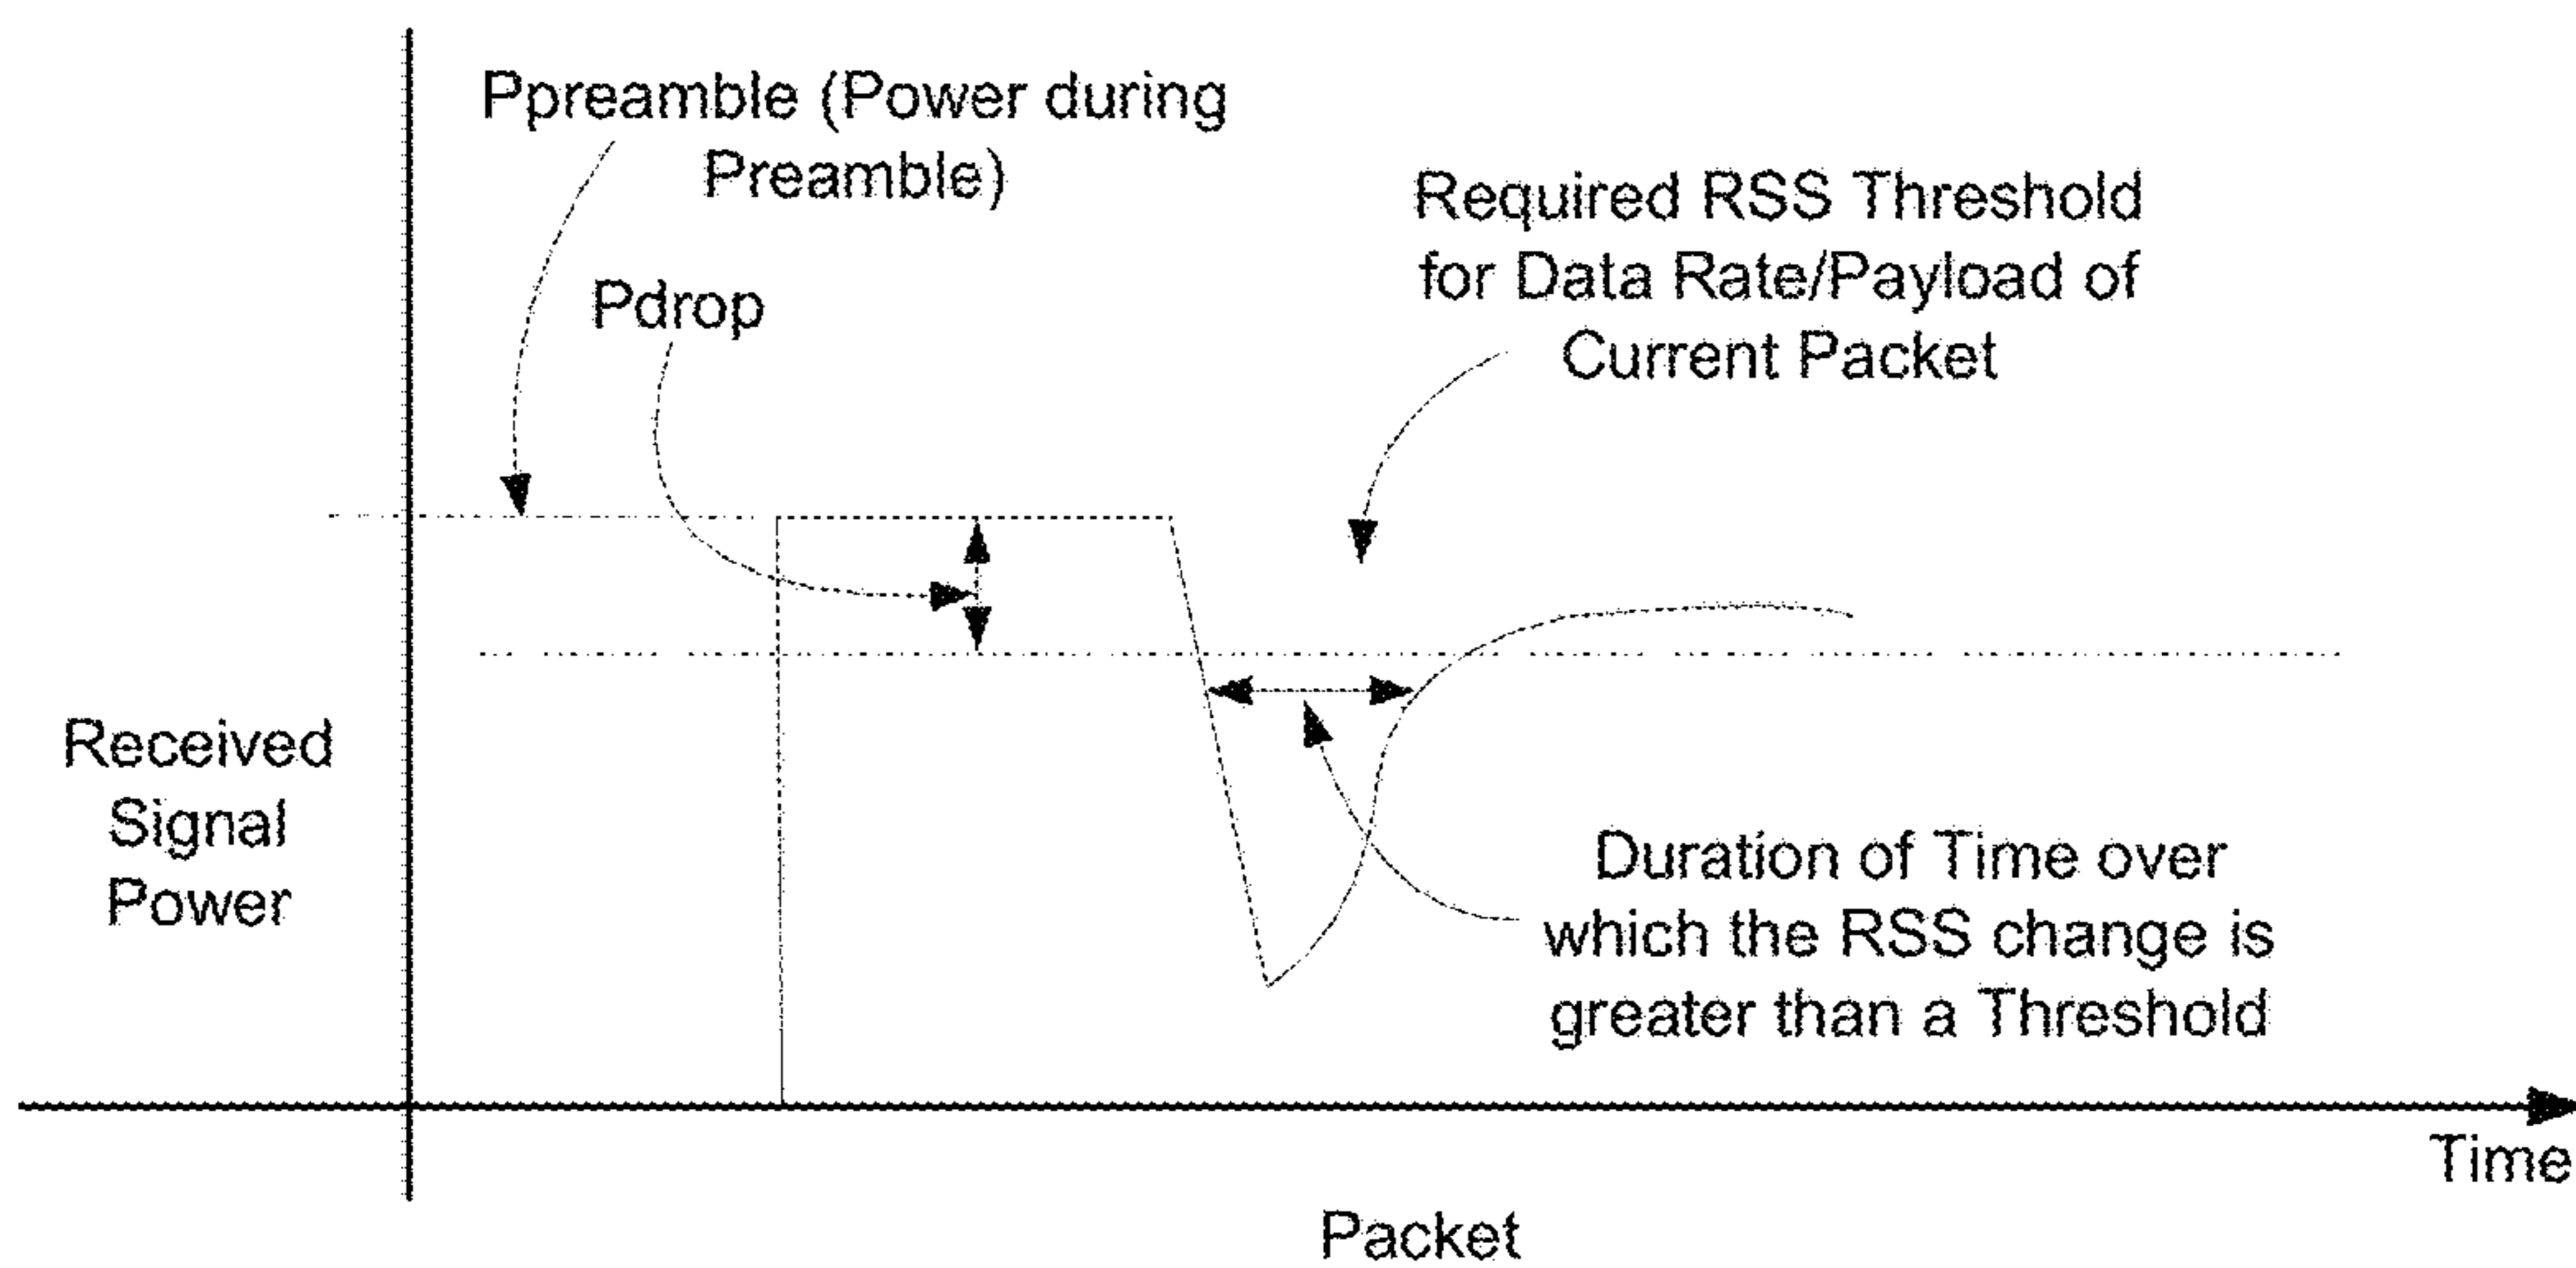 Ppreamble (Power during
Preamble)
Pdrop
Required RSS Threshold
for Data Rate/Payload of
Current Packet
Received
Signal
Power
Duration of Time over
which the RSS change is
greater than a Threshold
Time
Packet